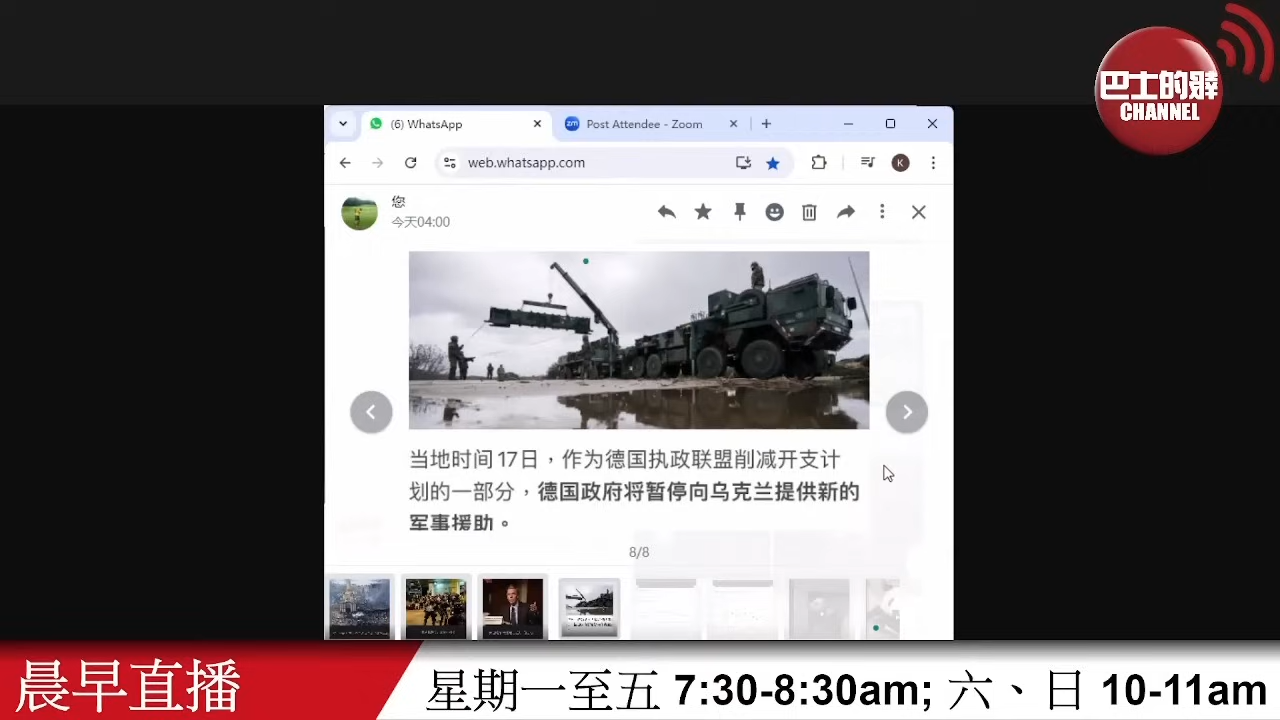 巴士的報
CHANNEL
(6) WhatsApp
zm
Post Attendee - Zoom
web.whatsapp.com
K
您
今天04:00
当地时间17日，作为德国执政联盟削减开支计
划的一部分，德国政府将暂停向乌克兰提供新的
军事援助。
8/8
晨早直播
星期一至五 7:30-8:30am; 六、日 10-11am